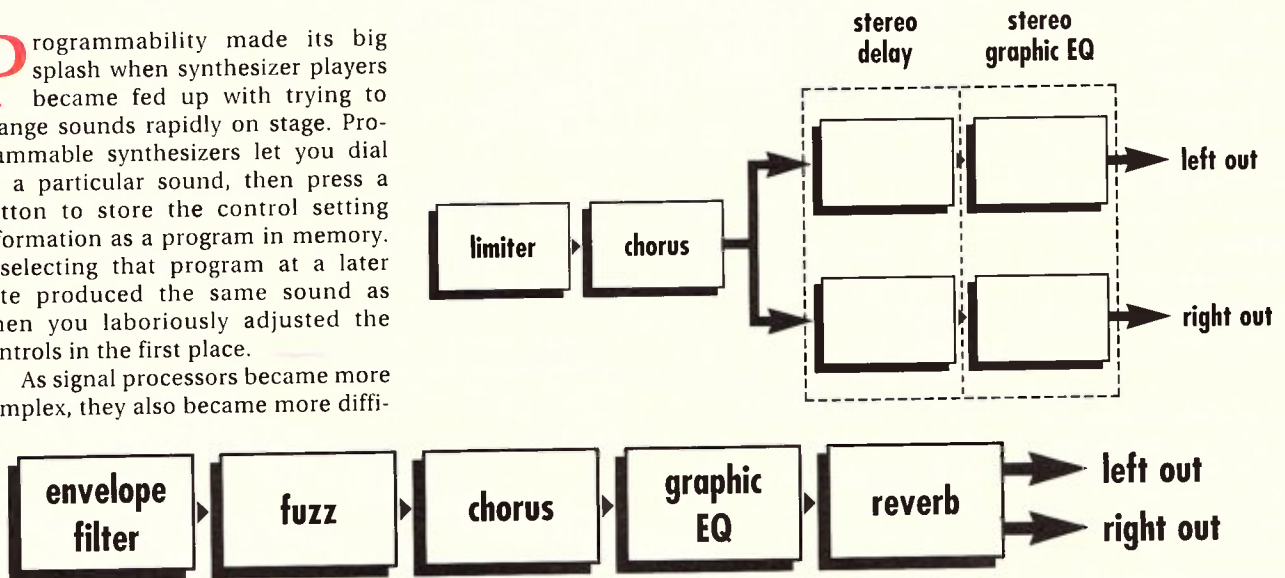 Programmability made its big
splash when synthesizer players
became fed up with trying to
ange sounds rapidly on stage. Pro-
ammable synthesizers let you dial
a particular sound, then press a
tton to store the control setting
formation as a program in memory.
selecting that program at a later
te produced the same sound as
hen you laboriously adjusted the
ntrols in the first place.
As signal processors became more
mplex, they also became more diffi-
stereo
delay
stereo
graphic EQ
limiter
chorus
left out
right out
envelope
filter
fuzz
chorus
graphic
EQ
reverb
left out
right out